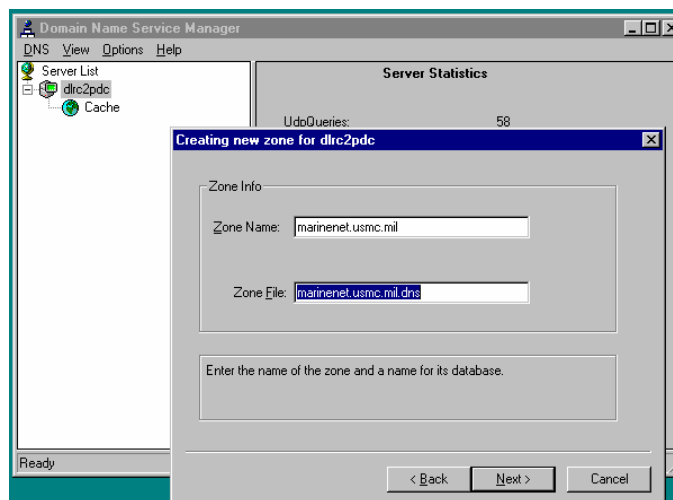 Domain Name Service Manager
DNS View Options Help
Server List
dlrc2pdc
Cache
Server Statistics
UdpQueries: 58
Creating new zone for dlrc2pdc
Zone Info
Zone Name: marinenet.usmc.mil
Zone File: marinenet.usmc.mil.dns
Enter the name of the zone and a name for its database.
Ready
< Back Next > Cancel